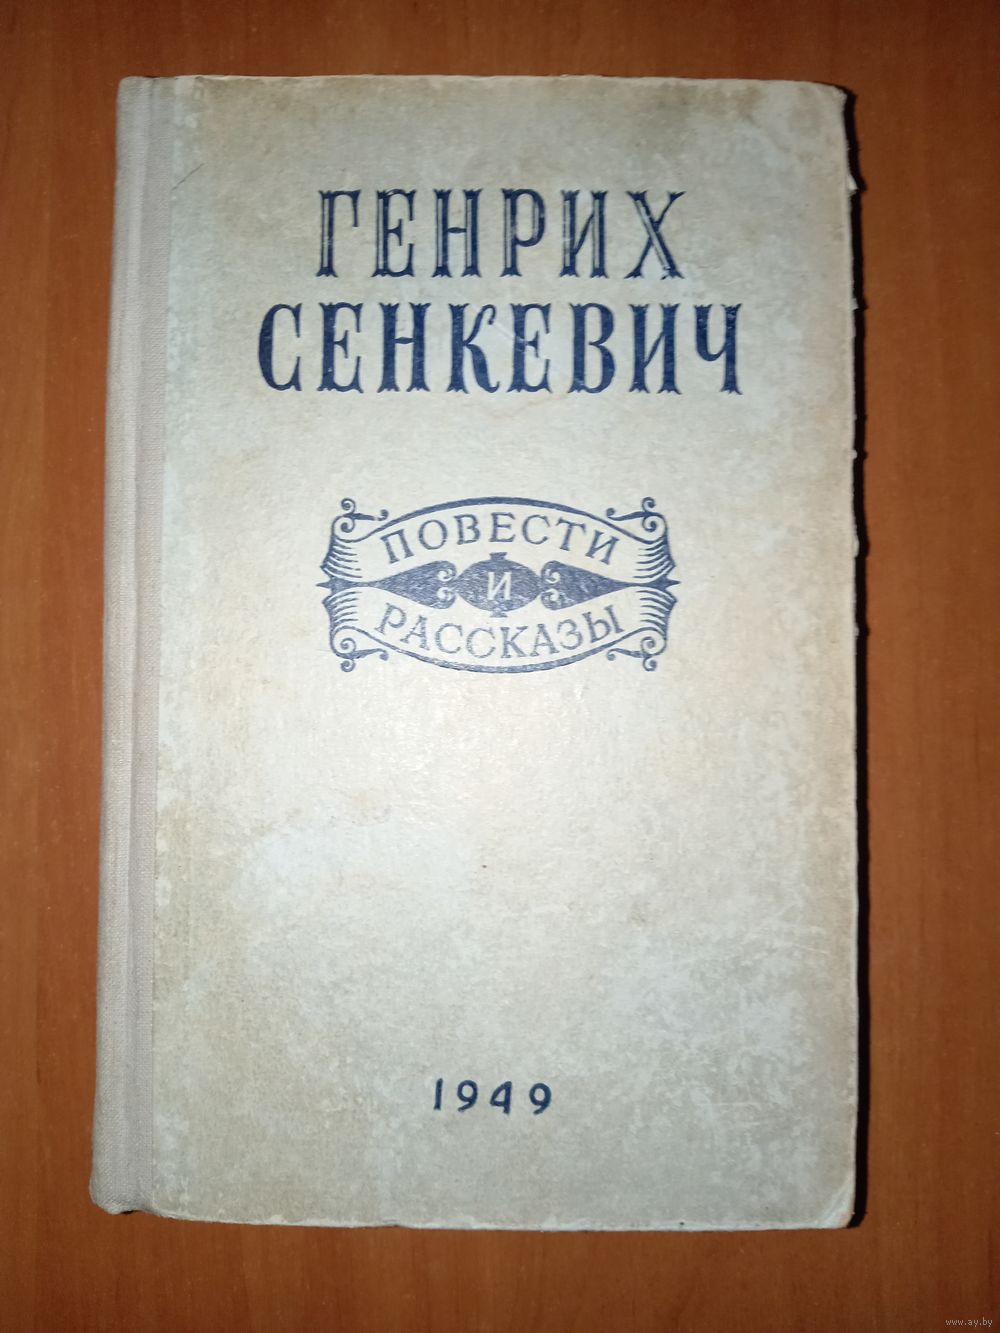 ГЕНРИХ
СЕНКЕВИЧ
ПОВЕСТИ
И
РАССКАЗЫ
1949
www.ay.by